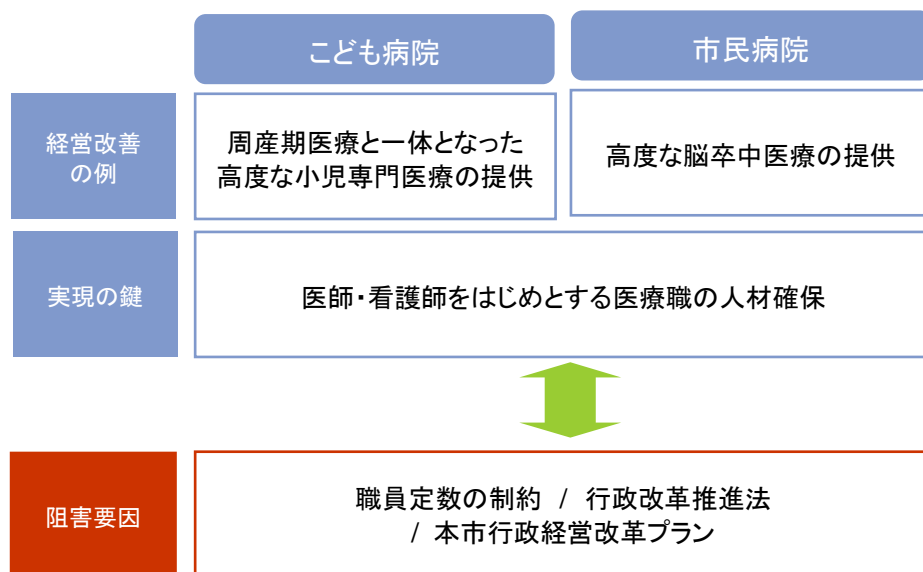 こども病院
市民病院
経営改善
の例
周産期医療と一体となった
高度な小児専門医療の提供
高度な脳卒中医療の提供
実現の鍵
医師・看護師をはじめとする医療職の人材確保
阻害要因
職員定数の制約 / 行政改革推進法
/ 本市行政経営改革プラン